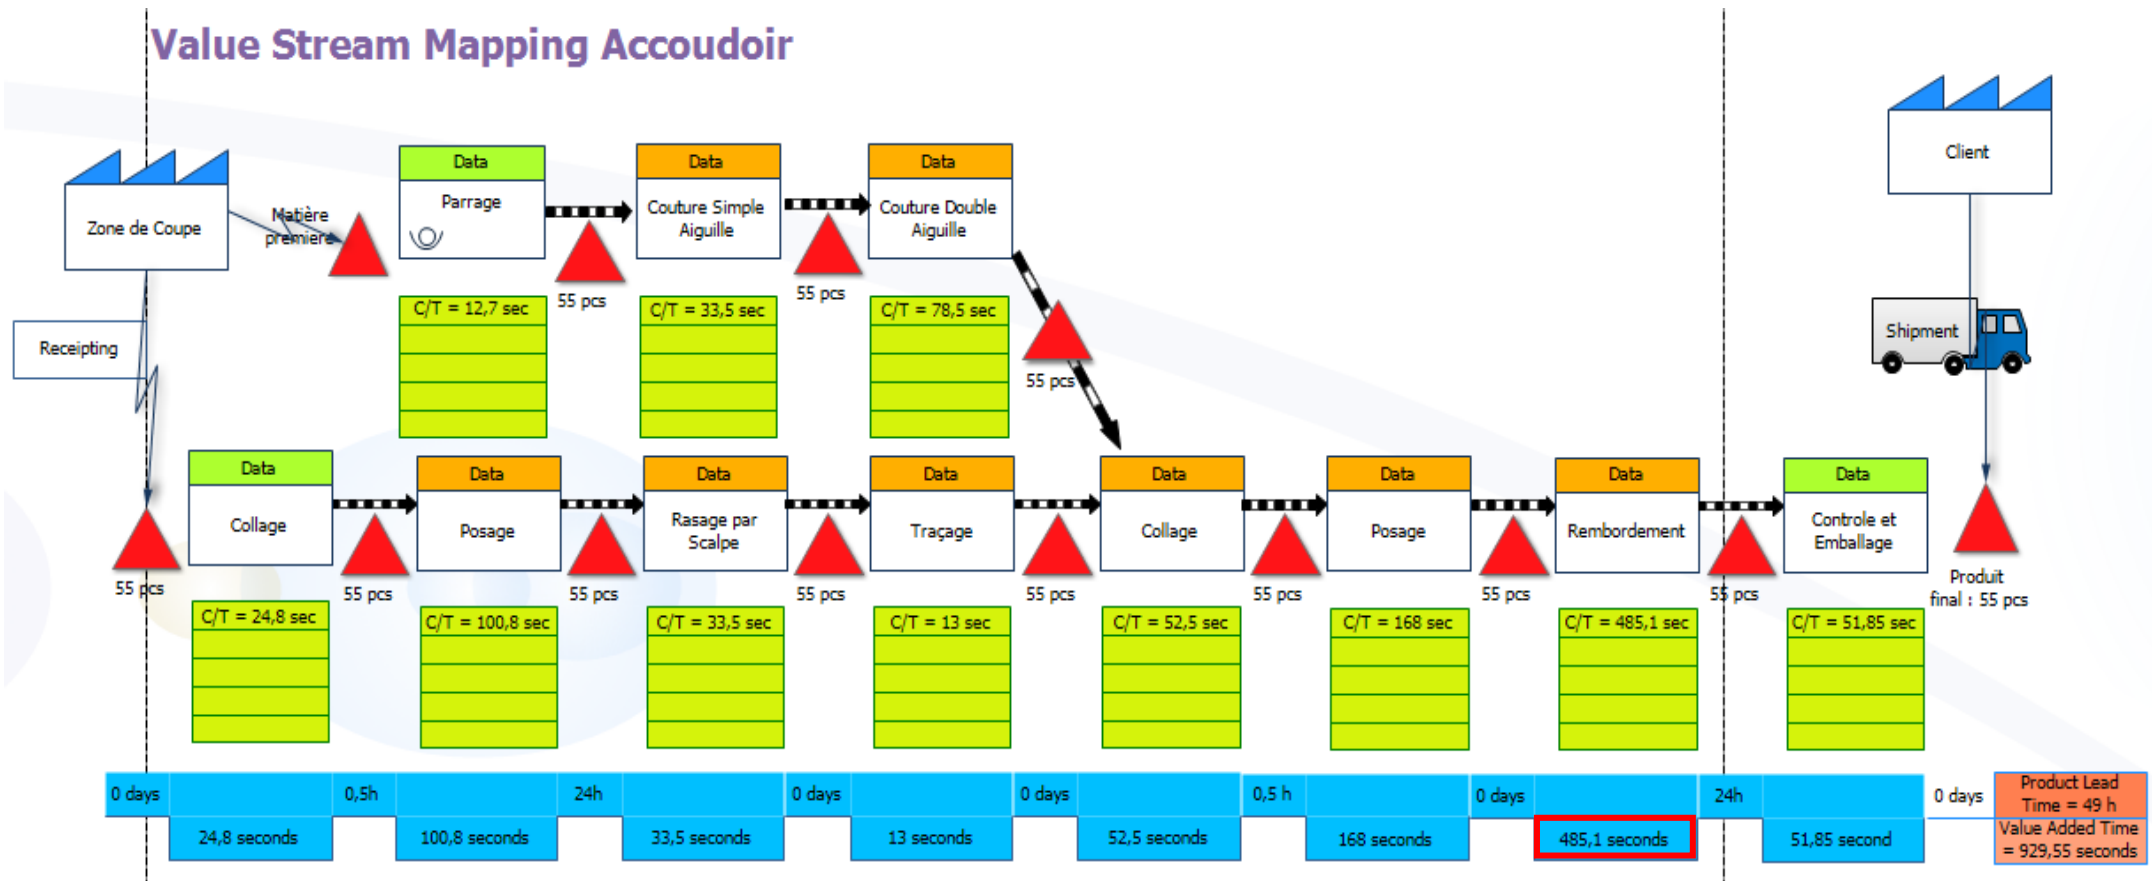 Value Stream Mapping Accoudoir
Client
Shipment
Produit
final : 55 pcs
Zone de Coupe
Receipting
Matière
première
Data
Parrage
C/T = 12,7 sec
55 pcs
Data
Couture Simple
Aiguille
C/T = 33,5 sec
55 pcs
Data
Couture Double
Aiguille
C/T = 78,5 sec
55 pcs
55 pcs
Data
Collage
C/T = 24,8 sec
55 pcs
Data
Posage
C/T = 100,8 sec
55 pcs
Data
Rasage par
Scalpe
C/T = 33,5 sec
55 pcs
Data
Traçage
C/T = 13 sec
55 pcs
Data
Collage
C/T = 52,5 sec
55 pcs
Data
Posage
C/T = 168 sec
55 pcs
Data
Rembordement
C/T = 485,1 sec
55 pcs
Data
Controle et
Emballage
C/T = 51,85 sec
0 days
0,5h
24h
0 days
0 days
0,5 h
0 days
24h
0 days
24,8 seconds
100,8 seconds
33,5 seconds
13 seconds
52,5 seconds
168 seconds
485,1 seconds
51,85 second
Product Lead
Time = 49 h
Value Added Time
= 929,55 seconds